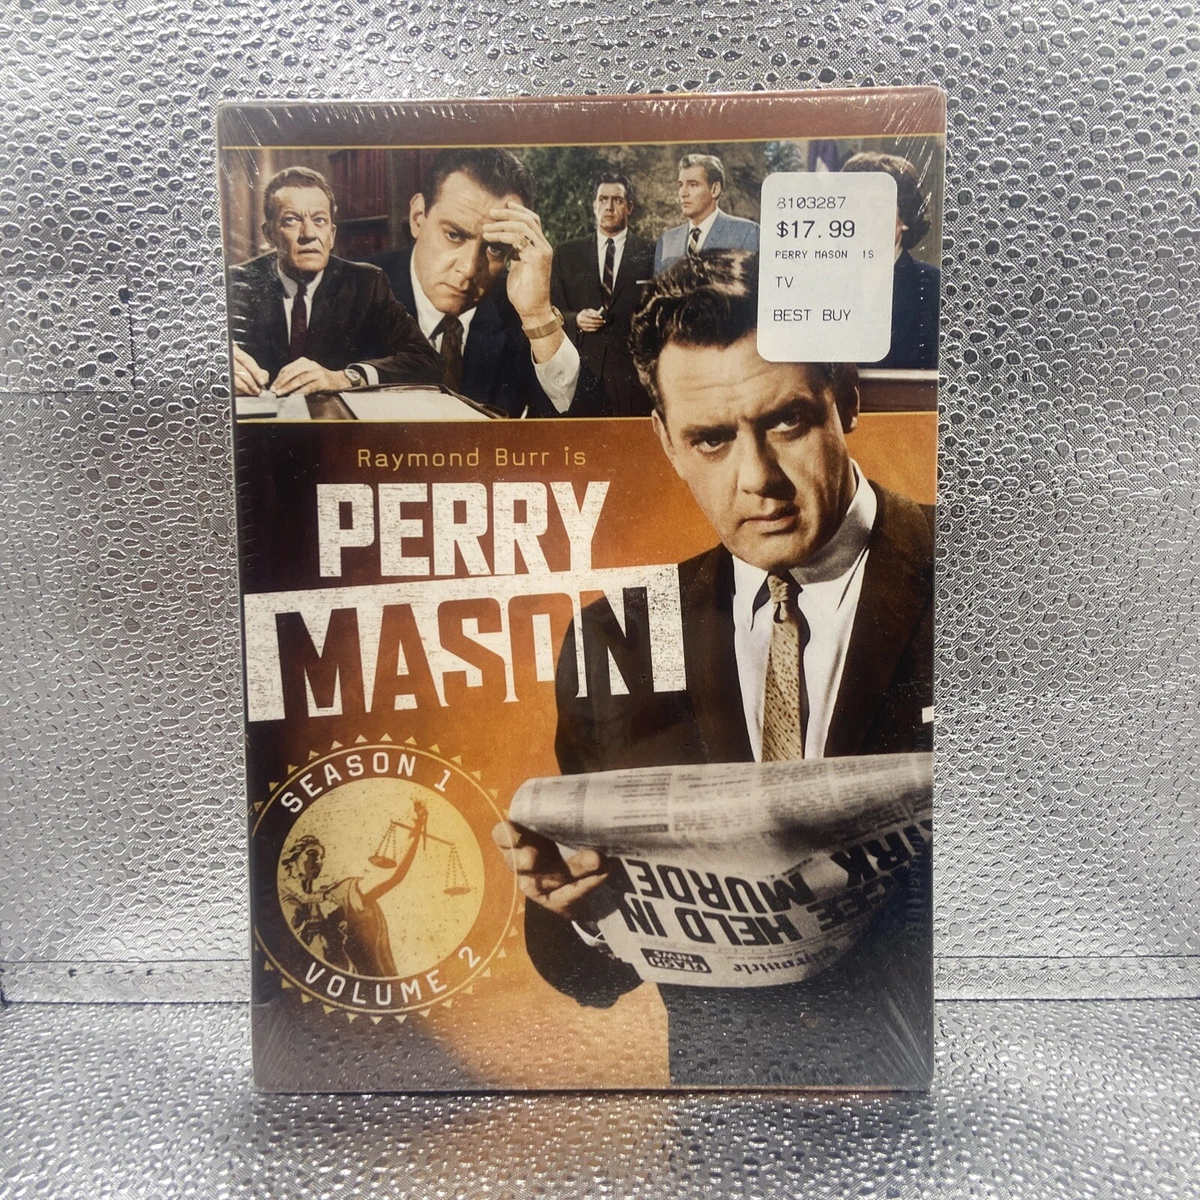 8103287
$17.99
PERRY MASON IS
TV
BEST BUY
Raymond Burr is
PERRY
MASON
SEASON 1
VOLUME 2
HELD IN
MURDE